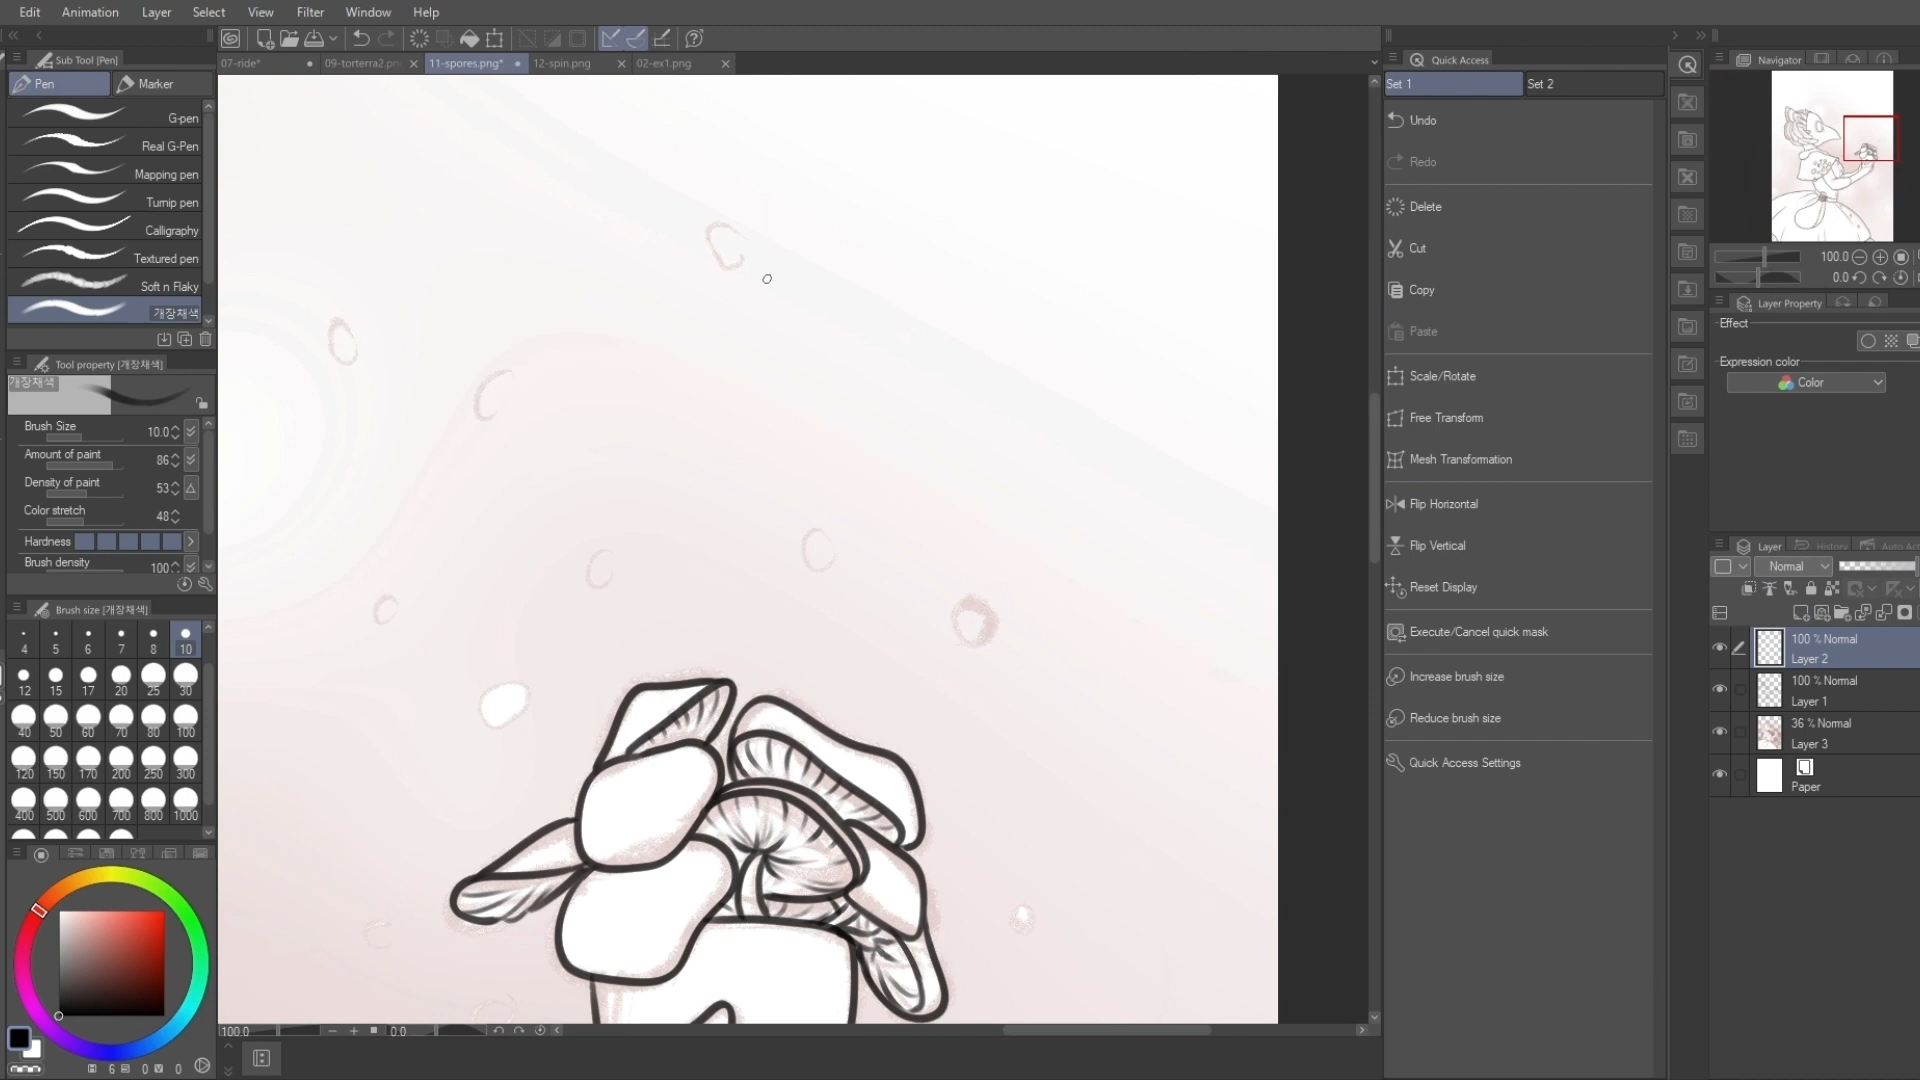 Edit Animation Layer Select View Filter Window Help
Sub Tool [Pen]
Pen Marker
G-pen
Real G-Pen
Mapping pen
Turnip pen
Calligraphy
Textured pen
Soft n Flaky
개장채색
Tool property [개장채색]
개장채색
Brush Size 10.0
Amount of paint 86
Density of paint 53
Color stretch 48
Hardness
Brush density 100
Brush size [개장채색]
4 5 6 7 8 10
12 15 17 20 25 30
40 50 60 70 80 100
120 150 170 200 250 300
400 500 600 700 800 1000
H 6 S 0 V 0
07-ride* 09-torterra2.pn 11-spores.png* 12-spin.png 02-ex1.png
100.0 0.0
Quick Access
Set 1 Set 2
Undo
Redo
Delete
Cut
Copy
Paste
Scale/Rotate
Free Transform
Mesh Transformation
Flip Horizontal
Flip Vertical
Reset Display
Execute/Cancel quick mask
Increase brush size
Reduce brush size
Quick Access Settings
Navigator
100.0
0.0
Layer Property
Effect
Expression color
Color
Layer History Auto Act
Normal
100 % Normal
Layer 2
100 % Normal
Layer 1
36 % Normal
Layer 3
Paper